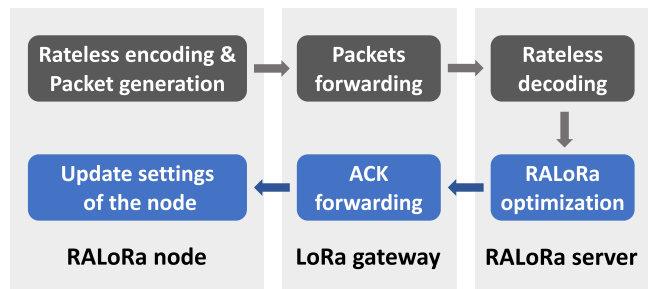 Rateless encoding &
Packet generation
Packets
forwarding
Rateless
decoding
Update settings
of the node
ACK
forwarding
RALoRa
optimization
RALoRa node
LoRa gateway
RALoRa server